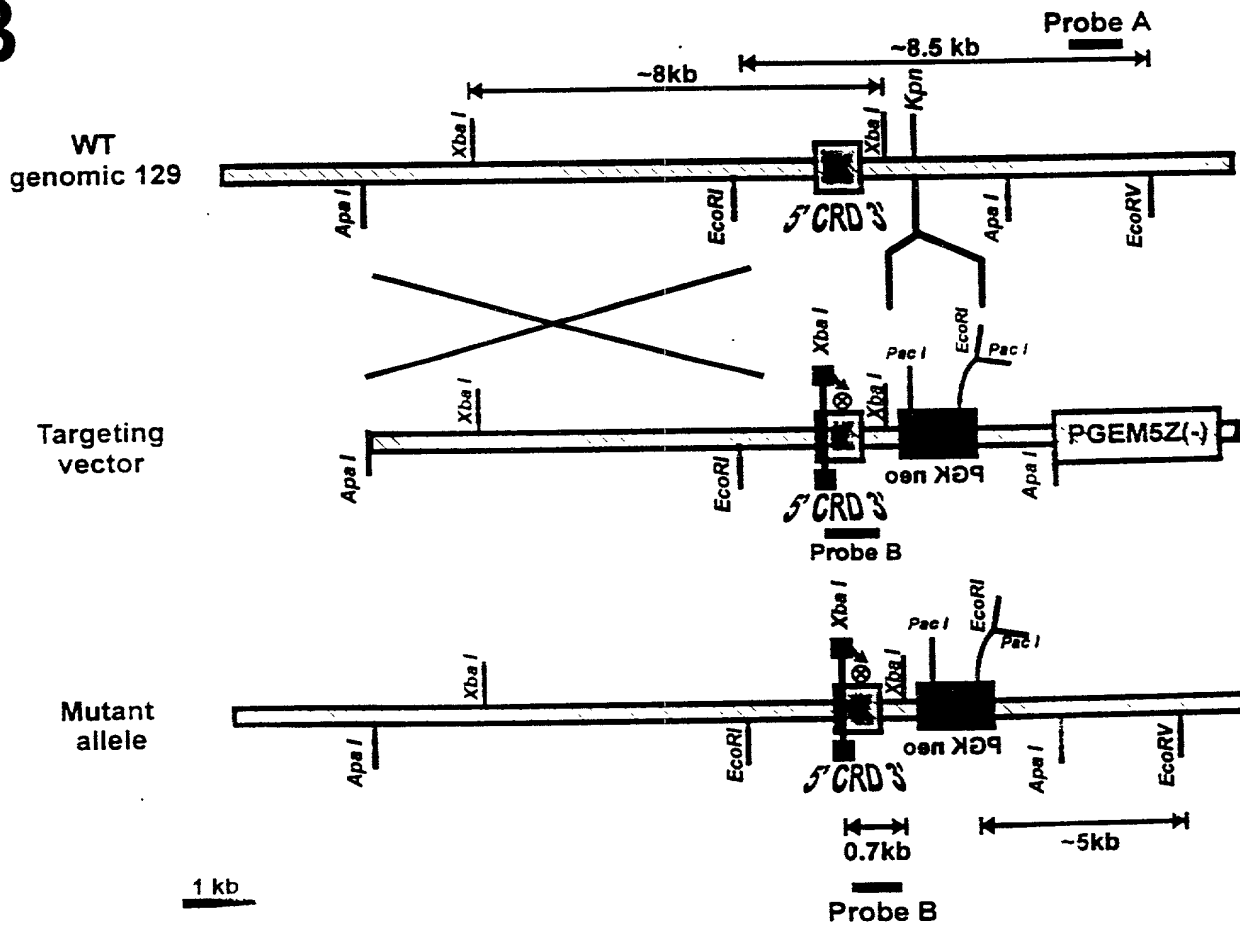 B
Probe A
~8.5 kb
~8kb
Kpn
Xba I
Xba I
WT
genomic 129
Apa I
EcoRI
5' CRD 3'
Apa I
EcoRV
Xba I
EcoRI
Pac I
Pac I
Xba I
Xba I
Targeting
vector
PGEM5Z(-)
Apa I
EcoRI
PGK neo
Apa I
5' CRD 3'
Probe B
Xba I
EcoRI
Pac I
Pac I
Xba I
Xba I
Mutant
allele
Apa I
EcoRI
PGK neo
Apa I
EcoRV
5' CRD 3'
0.7kb
~5kb
1 kb
Probe B